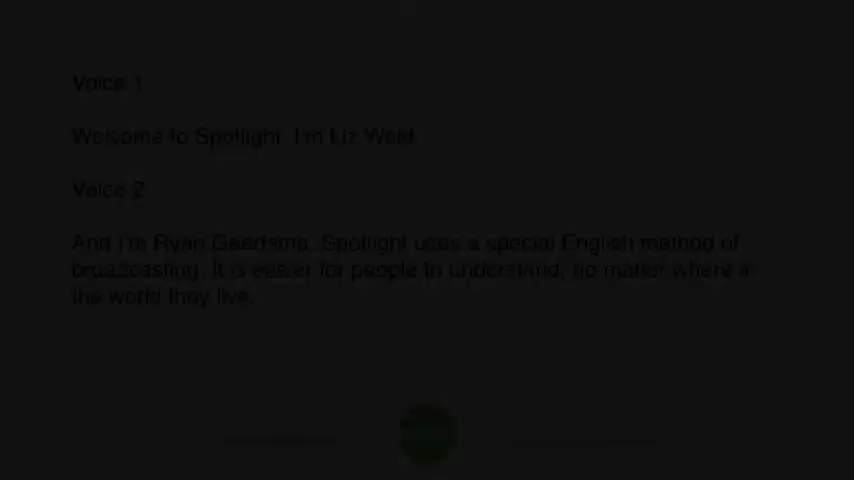 Voice 1
Welcome to Spotlight. I'm Liz Waid.
Voice 2
And I'm Ryan Geertsma. Spotlight uses a special English method of
broadcasting. It is easier for people to understand, no matter where in
the world they live.